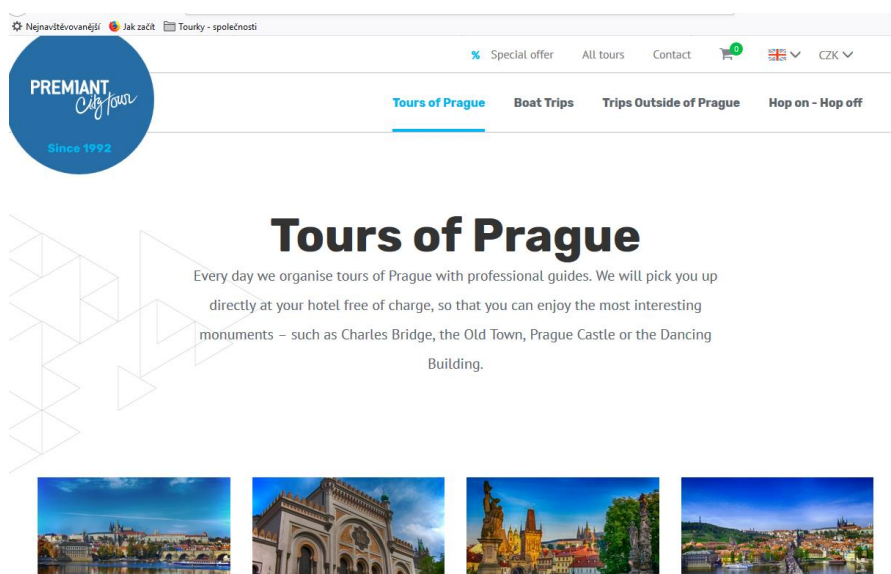 Nejnavštěvovanější Jak začít Tourky - společnosti
% Special offer All tours Contact 0 CZK
PREMIANT
City tour
Since 1992
Tours of Prague Boat Trips Trips Outside of Prague Hop on - Hop off
Tours of Prague
Every day we organise tours of Prague with professional guides. We will pick you up
directly at your hotel free of charge, so that you can enjoy the most interesting
monuments – such as Charles Bridge, the Old Town, Prague Castle or the Dancing
Building.